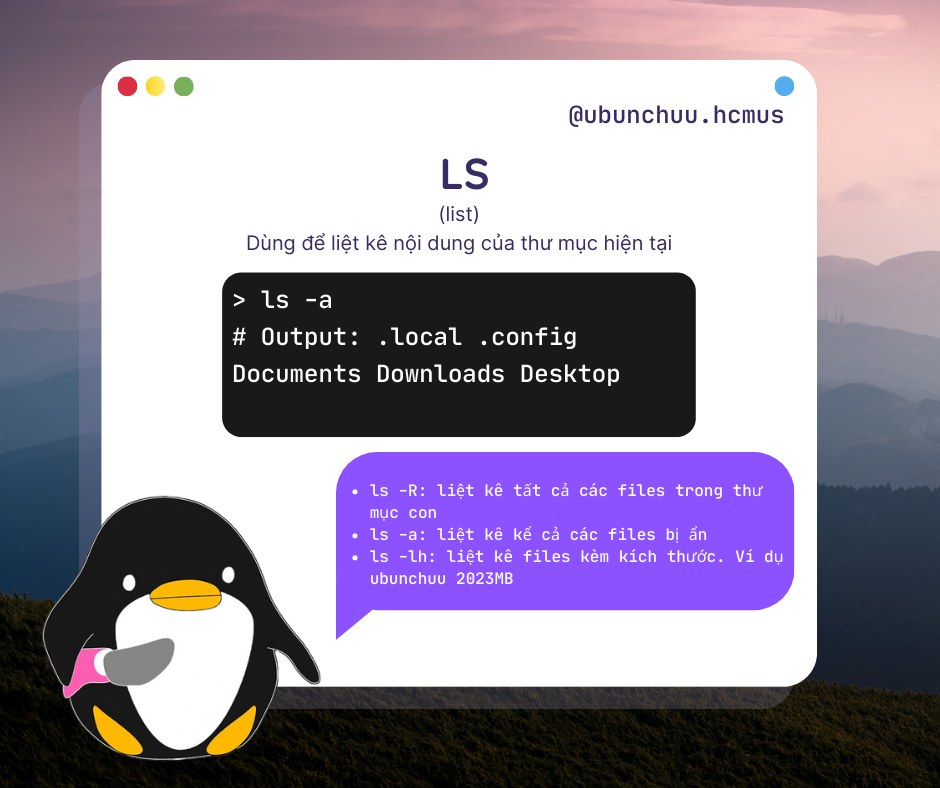 @ubunchuu.hcmus
LS
(list)
Dùng để liệt kê nội dung của thư mục hiện tại
> ls -a
# Output: .local .config
Documents Downloads Desktop
• ls -R: liệt kê tất cả các files trong thư
mục con
• ls -a: liệt kê kể cả các files bị ẩn
• ls -lh: liệt kê files kèm kích thước. Ví dụ
ubunchuu 2023MB